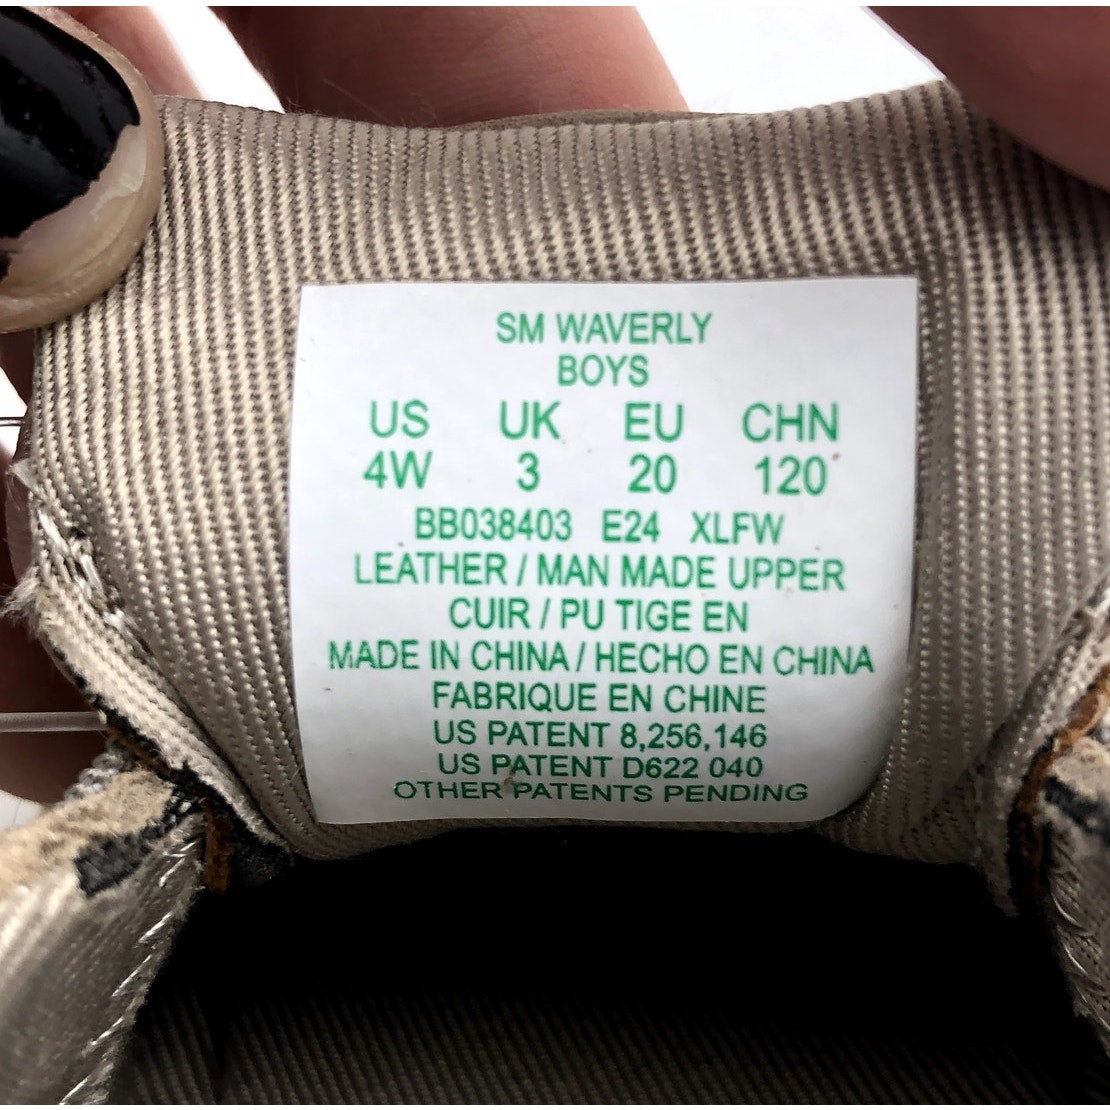 SM WAVERLY
BOYS
US UK EU CHN
4W 3 20 120
BB038403 E24 XLFW
LEATHER / MAN MADE UPPER
CUIR / PU TIGE EN
MADE IN CHINA / HECHO EN CHINA
FABRIQUE EN CHINE
US PATENT 8,256,146
US PATENT D622 040
OTHER PATENTS PENDING